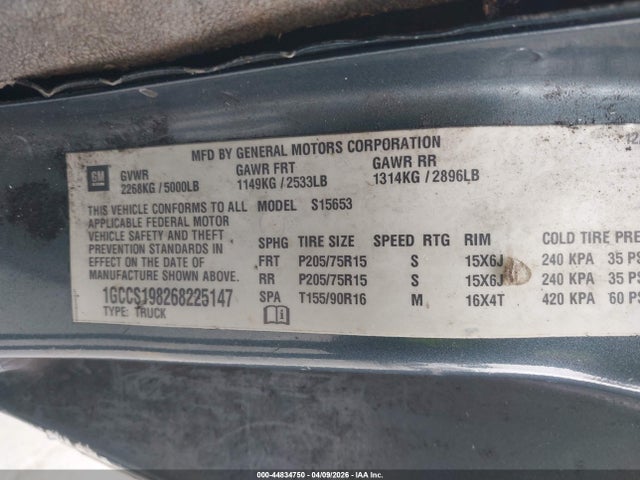 MFD BY GENERAL MOTORS CORPORATION
GM
GVWR
2268KG / 5000LB
GAWR FRT
1149KG / 2533LB
GAWR RR
1314KG / 2896LB
THIS VEHICLE CONFORMS TO ALL
APPLICABLE FEDERAL MOTOR
VEHICLE SAFETY AND THEFT
PREVENTION STANDARDS IN
EFFECT ON THE DATE OF
MANUFACTURE SHOWN ABOVE.
1GCCS198268225147
TYPE: TRUCK
MODEL S15653
SPHG TIRE SIZE SPEED RTG RIM COLD TIRE
FRT P205/75R15 S 15X6J 240 KPA 35
RR P205/75R15 S 15X6J 240 KPA 35
SPA T155/90R16 M 16X4T 420 KPA 60
000-44834750 - 04/09/2026 - IAA Inc.